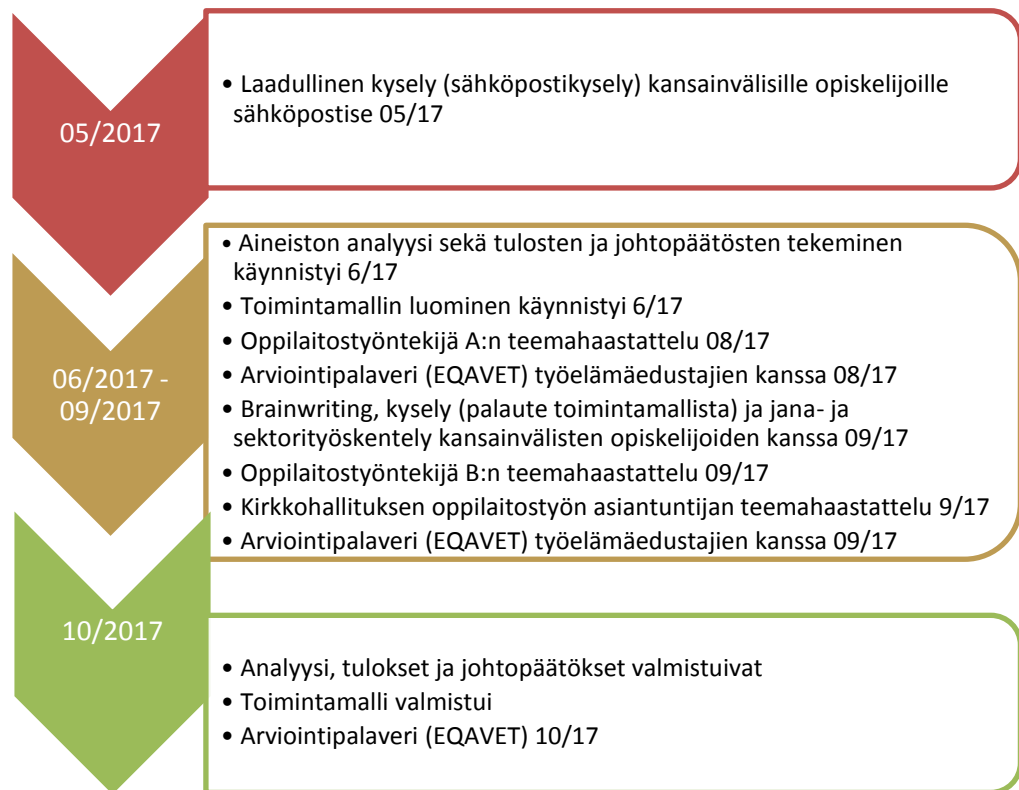 05/2017
• Laadullinen kysely (sähköpostikysely) kansainvälisille opiskelijoille
sähköpostise 05/17
06/2017 -
09/2017
• Aineiston analyysi sekä tulosten ja johtopäätösten tekeminen
käynnistyi 6/17
• Toimintamallin luominen käynnistyi 6/17
• Oppilaitostyöntekijä A:n teemahaastattelu 08/17
• Arviointipalaveri (EQAVET) työelämäedustajien kanssa 08/17
• Brainwriting, kysely (palaute toimintamallista) ja jana- ja
sektorityöskentely kansainvälisten opiskelijoiden kanssa 09/17
• Oppilaitostyöntekijä B:n teemahaastattelu 09/17
• Kirkkohallituksen oppilaitostyön asiantuntijan teemahaastattelu 9/17
• Arviointipalaveri (EQAVET) työelämäedustajien kanssa 09/17
10/2017
• Analyysi, tulokset ja johtopäätökset valmistuivat
• Toimintamalli valmistui
• Arviointipalaveri (EQAVET) 10/17